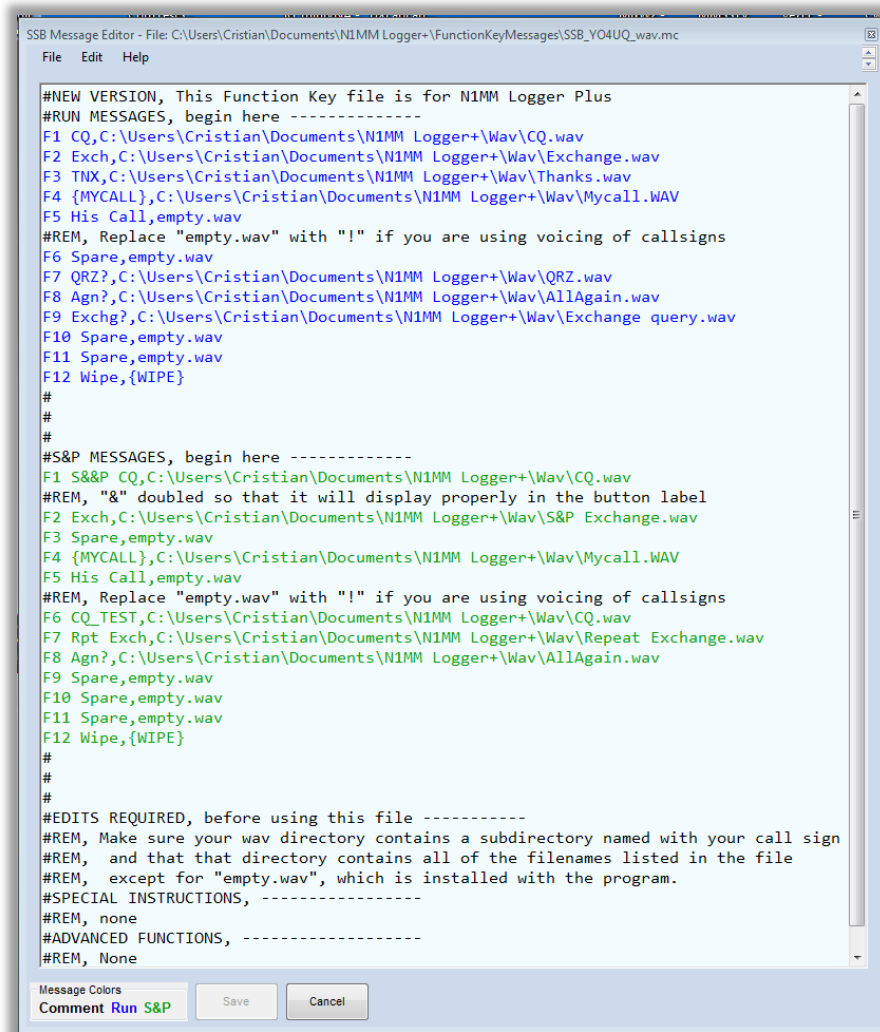 SSB Message Editor - File: C:\Users\Cristian\Documents\N1MM Logger+\FunctionKeyMessages\SSB_YO4UQ_wav.mc
File Edit Help
#NEW VERSION, This Function Key file is for N1MM Logger Plus
#RUN MESSAGES, begin here --------------
F1 CQ,C:\Users\Cristian\Documents\N1MM Logger+\Wav\CQ.wav
F2 Exch,C:\Users\Cristian\Documents\N1MM Logger+\Wav\Exchange.wav
F3 TNX,C:\Users\Cristian\Documents\N1MM Logger+\Wav\Thanks.wav
F4 {MYCALL},C:\Users\Cristian\Documents\N1MM Logger+\Wav\Mycall.WAV
F5 His Call,empty.wav
#REM, Replace "empty.wav" with "!" if you are using voicing of callsigns
F6 Spare,empty.wav
F7 QRZ?,C:\Users\Cristian\Documents\N1MM Logger+\Wav\QRZ.wav
F8 Agn?,C:\Users\Cristian\Documents\N1MM Logger+\Wav\AllAgain.wav
F9 Exchg?,C:\Users\Cristian\Documents\N1MM Logger+\Wav\Exchange query.wav
F10 Spare,empty.wav
F11 Spare,empty.wav
F12 Wipe,{WIPE}
#
#
#
#S&P MESSAGES, begin here -------------
F1 S&&P CQ,C:\Users\Cristian\Documents\N1MM Logger+\Wav\CQ.wav
#REM, "&" doubled so that it will display properly in the button label
F2 Exch,C:\Users\Cristian\Documents\N1MM Logger+\Wav\S&P Exchange.wav
F3 Spare,empty.wav
F4 {MYCALL},C:\Users\Cristian\Documents\N1MM Logger+\Wav\Mycall.WAV
F5 His Call,empty.wav
#REM, Replace "empty.wav" with "!" if you are using voicing of callsigns
F6 CQ_TEST,C:\Users\Cristian\Documents\N1MM Logger+\Wav\CQ.wav
F7 Rpt Exch,C:\Users\Cristian\Documents\N1MM Logger+\Wav\Repeat Exchange.wav
F8 Agn?,C:\Users\Cristian\Documents\N1MM Logger+\Wav\AllAgain.wav
F9 Spare,empty.wav
F10 Spare,empty.wav
F11 Spare,empty.wav
F12 Wipe,{WIPE}
#
#
#
#EDITS REQUIRED, before using this file -----------
#REM, Make sure your wav directory contains a subdirectory named with your call sign
#REM,  and that that directory contains all of the filenames listed in the file
#REM,  except for "empty.wav", which is installed with the program.
#SPECIAL INSTRUCTIONS, -----------------
#REM, none
#ADVANCED FUNCTIONS, -------------------
#REM, None
Message Colors
Comment Run S&P
Save
Cancel